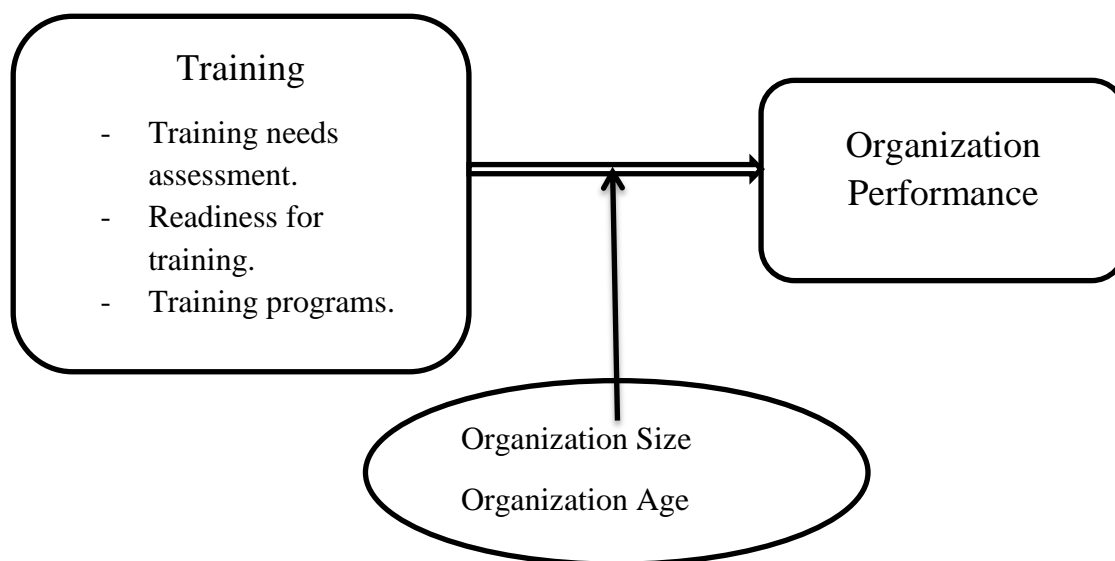 Training
- Training needs
assessment.
- Readiness for
training.
- Training programs.
Organization
Performance
Organization Size
Organization Age